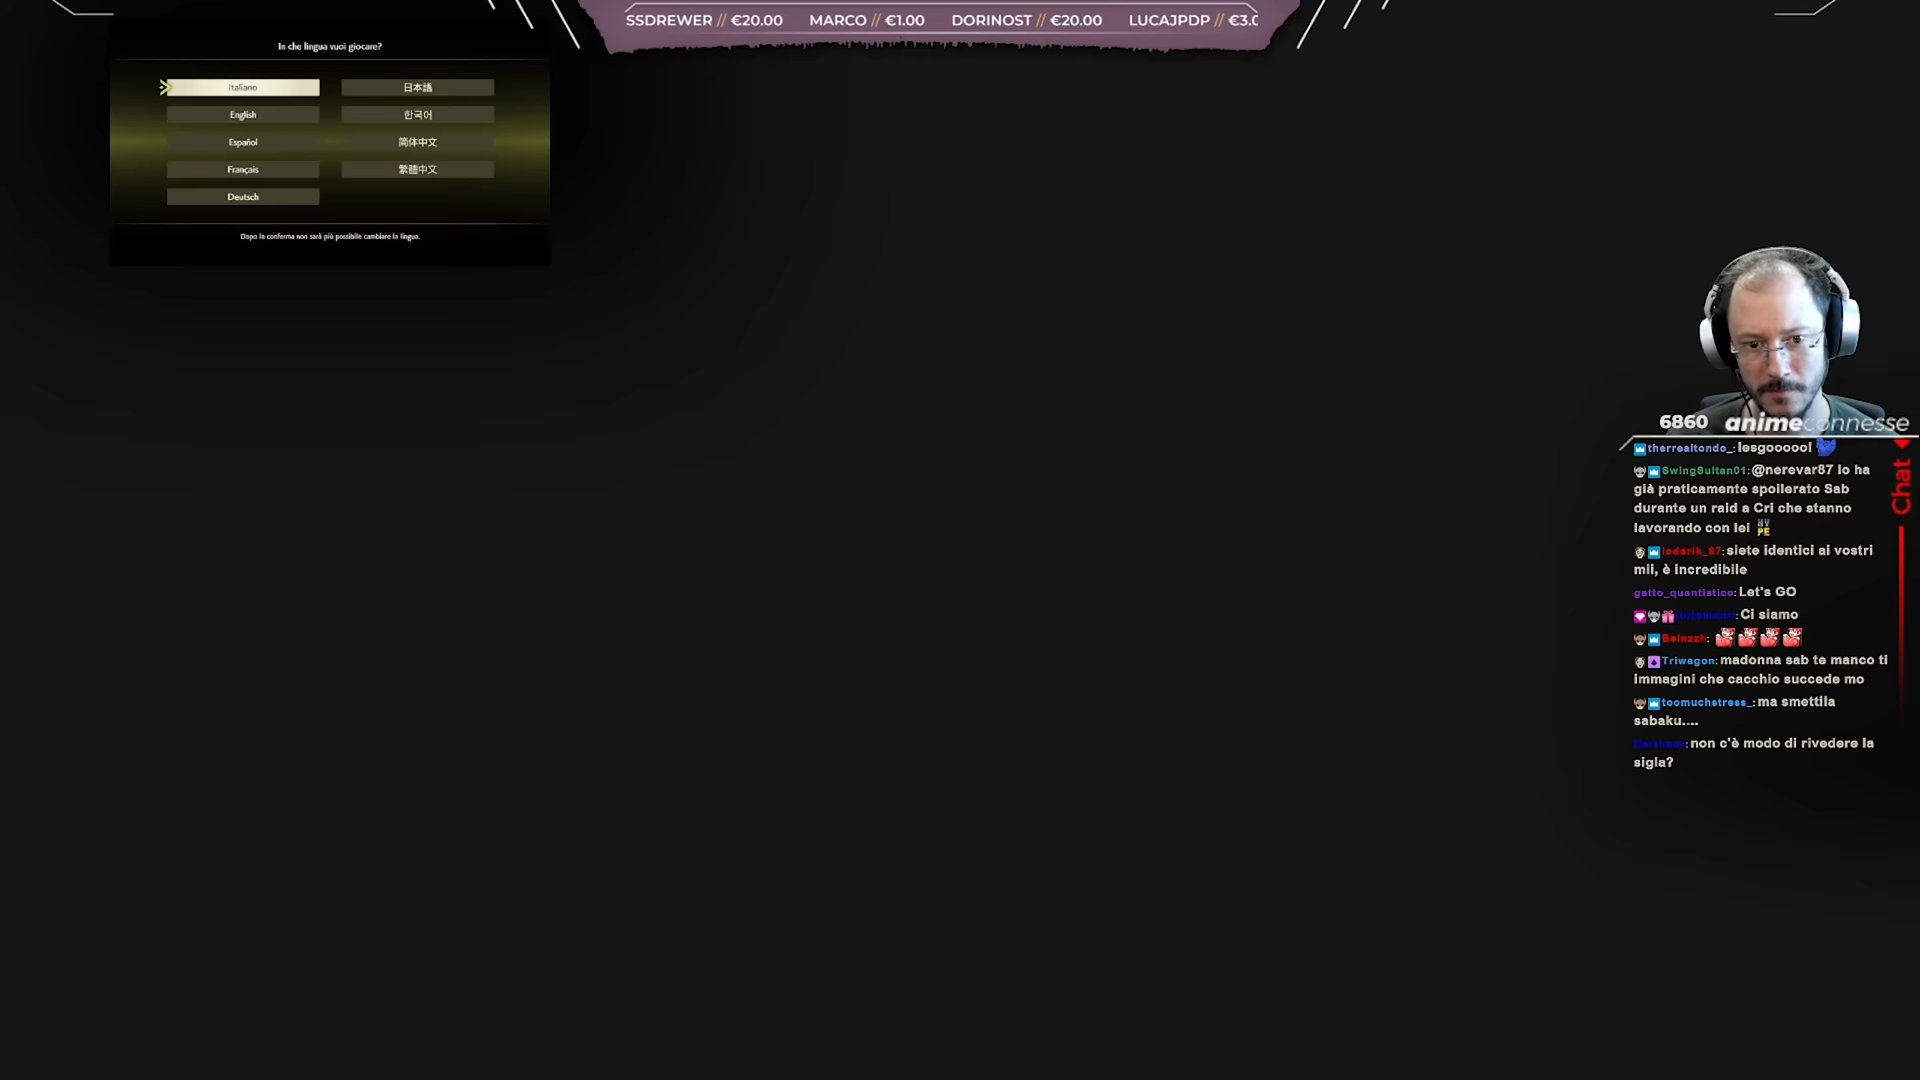 SSDREWER // €20.00 MARCO // €1.00 DORINOST // €20.00 LUCAJPDP // €3.0
In che lingua vuoi giocare?
Italiano
English
Español
Français
Deutsch
日本語
한국어
简体中文
繁體中文
Dopo la conferma non sarà più possibile cambiare la lingua.
6860 animeconnesse
Chat
therrealtondo_: lesgooooo!
SwingSultan01: @nerevar87 lo ha
già praticamente spoilerato Sab
durante un raid a Cri che stanno
lavorando con lei HYPE
loderik_87: siete identici ai vostri
mii, è incredibile
gatto_quantistico: Let's GO
: Ci siamo
Beinzzh:
Triwagon: madonna sab te manco ti
immagini che cacchio succede mo
toomuchstress_: ma smettila
sabaku....
: non c'è modo di rivedere la
sigla?